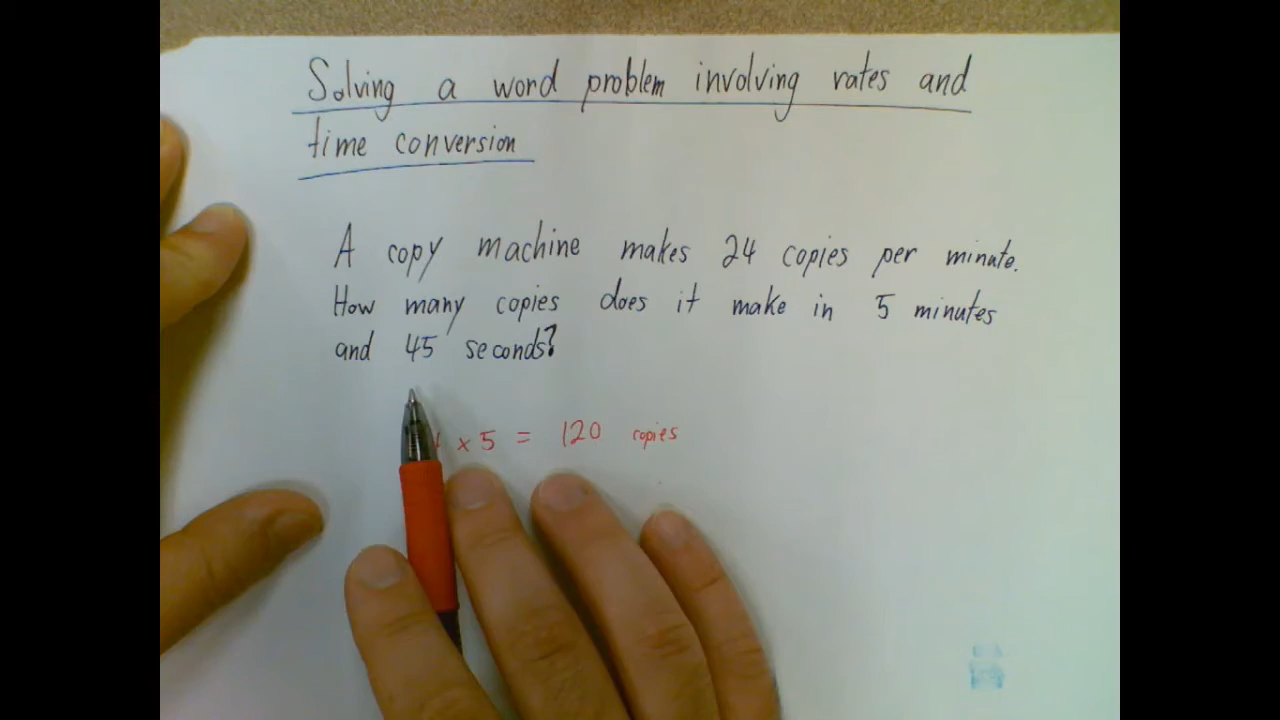 Solving a word problem involving rates and
time conversion
A copy machine makes 24 copies per minute.
How many copies does it make in 5 minutes
and 45 seconds?
x 5 = 120 copies